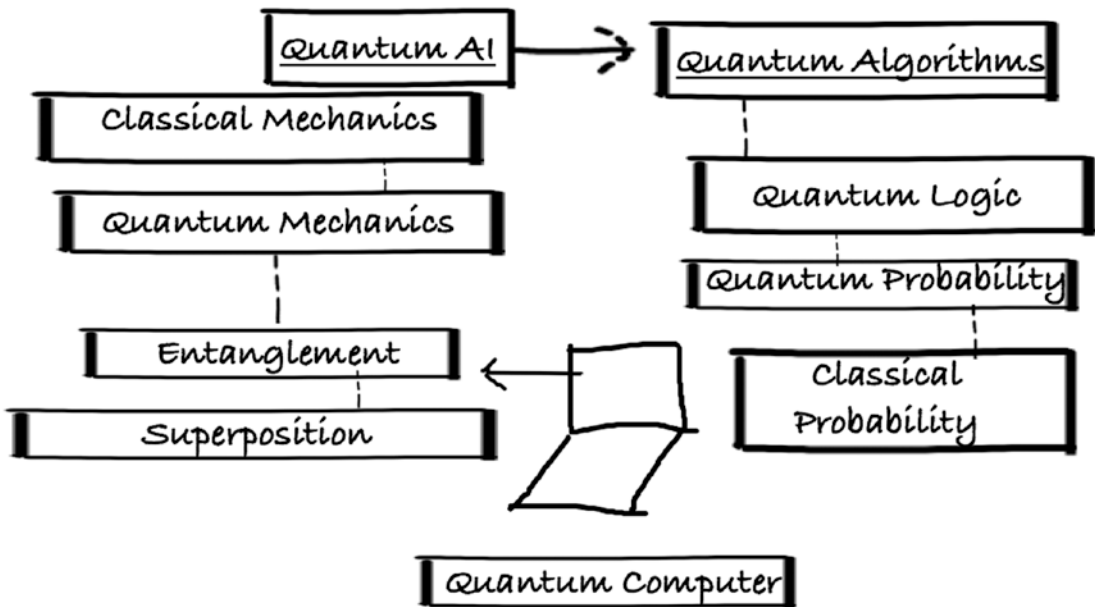 Quantum AI
Quantum Algorithms
Classical Mechanics
Quantum Mechanics
Entanglement
Superposition
Quantum Logic
Quantum Probability
Classical
Probability
Quantum Computer